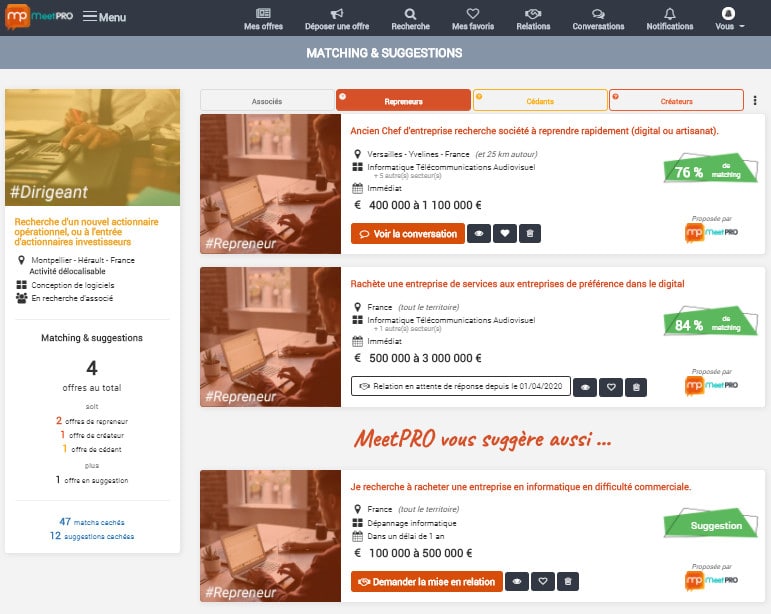 mp MeetPRO
Menu
Mes offres
Déposer une offre
Recherche
Mes favoris
Relations
Conversations
Notifications
Vous
MATCHING & SUGGESTIONS
#Dirigeant
Recherche d'un nouvel actionnaire
opérationnel, ou à l'entrée
d'actionnaires investisseurs
Montpellier - Hérault - France
Activité délocalisable
Conception de logiciels
En recherche d'associé
Matching & suggestions
4
offres au total
soit
2 offres de repreneur
1 offre de créateur
1 offre de cédant
plus
1 offre en suggestion
47 matchs cachés
12 suggestions cachées
Associés
Repreneurs
Cédants
Créateurs
#Repreneur
Ancien Chef d'entreprise recherche société à reprendre rapidement (digital ou artisanat).
Versailles - Yvelines - France (et 25 km autour)
Informatique Télécommunications Audiovisuel
+ 5 autre(s) secteur(s)
Immédiat
€ 400 000 à 1 100 000 €
Voir la conversation
76 % de matching
Proposée par
mp MeetPRO
#Repreneur
Rachète une entreprise de services aux entreprises de préférence dans le digital
France (tout le territoire)
Informatique Télécommunications Audiovisuel
+ 1 autre(s) secteur(s)
Immédiat
€ 500 000 à 3 000 000 €
Relation en attente de réponse depuis le 01/04/2020
84 % de matching
Proposée par
mp MeetPRO
MeetPRO vous suggère aussi ...
#Repreneur
Je recherche à racheter une entreprise en informatique en difficulté commerciale.
France (tout le territoire)
Dépannage informatique
Dans un délai de 1 an
€ 100 000 à 500 000 €
Demander la mise en relation
Suggestion
Proposée par
mp MeetPRO